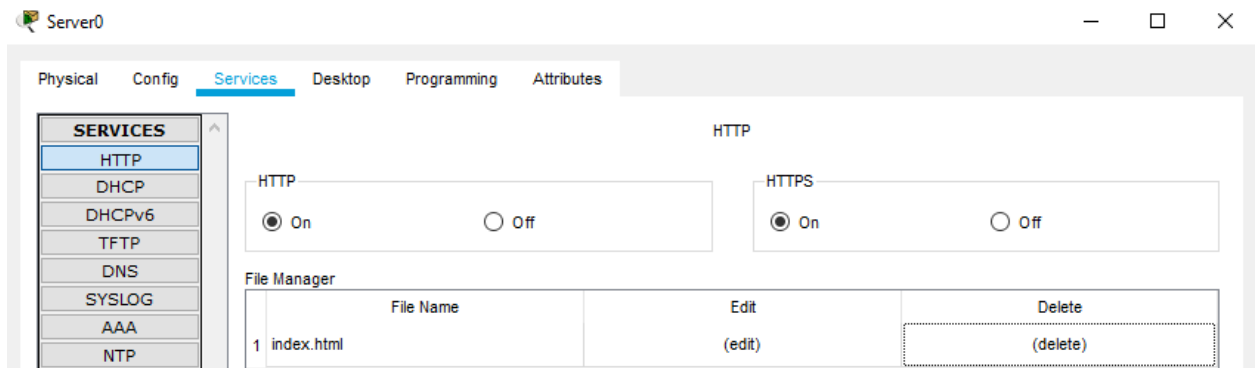 Server0
Physical Config Services Desktop Programming Attributes
SERVICES
HTTP
DHCP
DHCPv6
TFTP
DNS
SYSLOG
AAA
NTP
HTTP
HTTP
On Off
HTTPS
On Off
File Manager
File Name Edit Delete
1 index.html (edit) (delete)